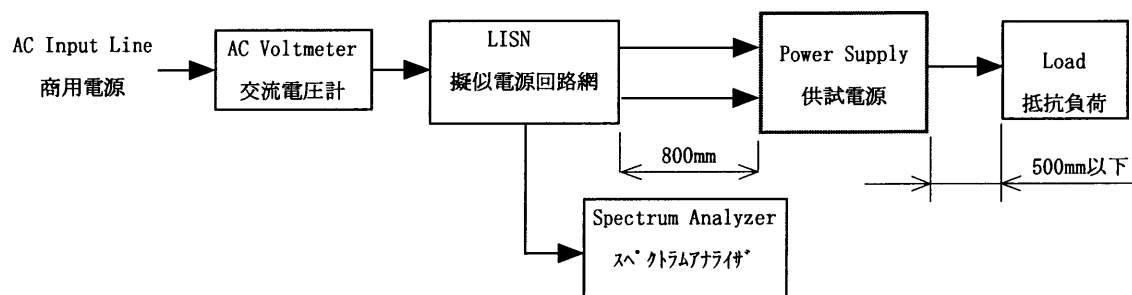 AC Input Line
商用電源
AC Voltmeter
交流電圧計
LISN
擬似電源回路網
Power Supply
供試電源
Load
抵抗負荷
800mm
500mm以下
Spectrum Analyzer
ｽﾍﾟｸﾄﾗﾑｱﾅﾗｲｻﾞ